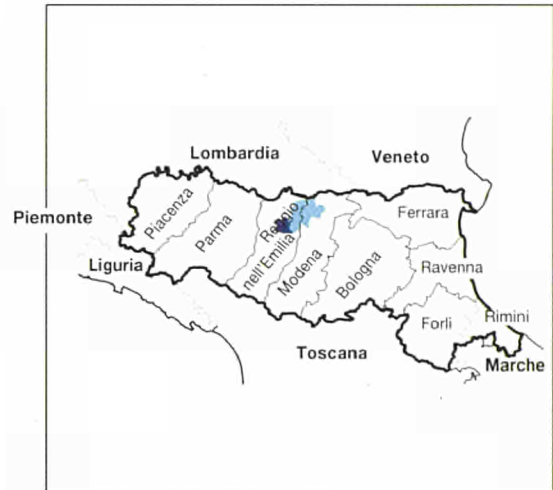 Lombardia
Veneto
Piemonte
Piacenza
Parma
Reggio
nell'Emilia
Modena
Bologna
Ferrara
Liguria
Ravenna
Forlì
Rimini
Toscana
Marche